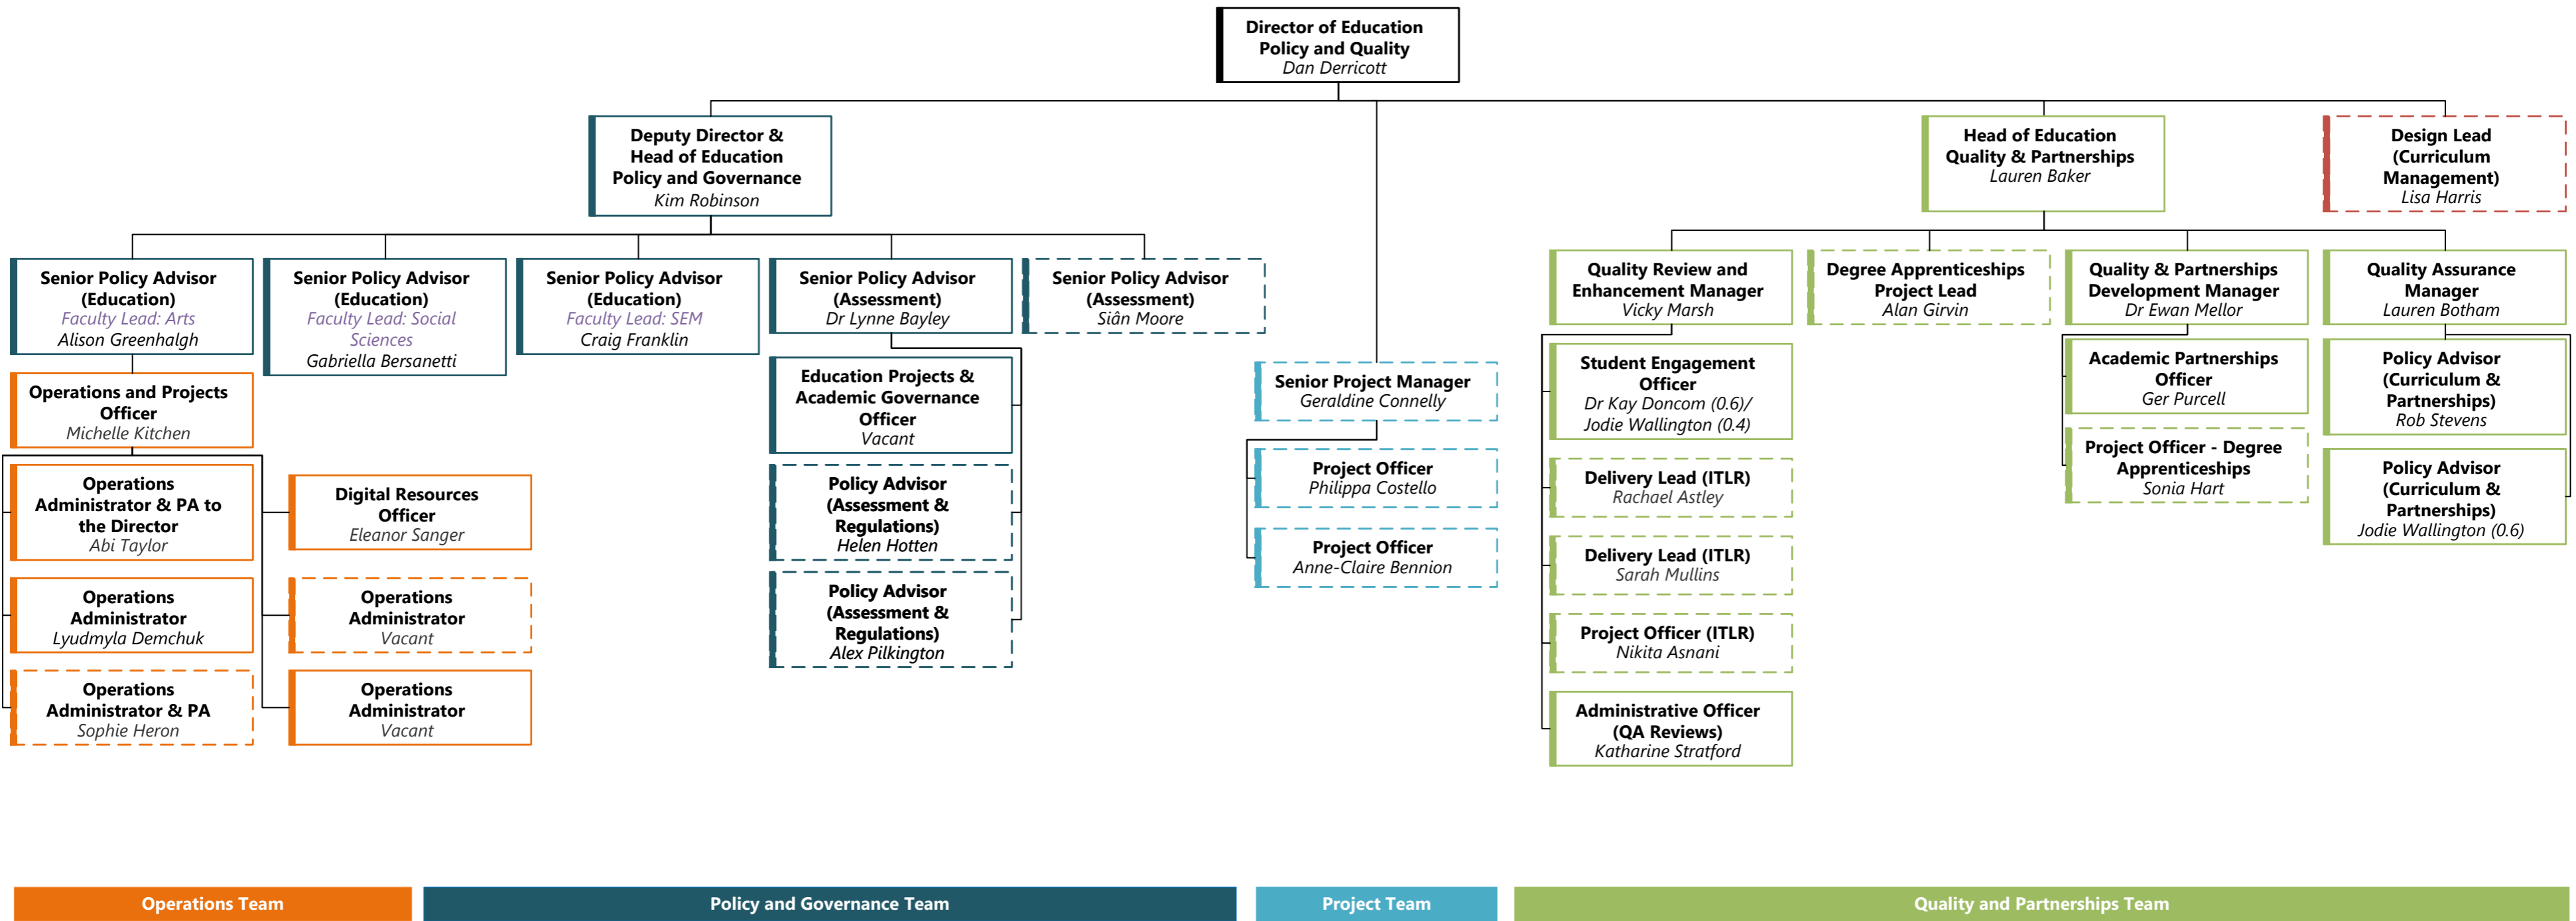 Director of Education
Policy and Quality
Dan Derricott
Deputy Director &
Head of Education
Policy and Governance
Kim Robinson
Head of Education
Quality & Partnerships
Lauren Baker
Design Lead
(Curriculum
Management)
Lisa Harris
Senior Policy Advisor
(Education)
Faculty Lead: Arts
Alison Greenhalgh
Senior Policy Advisor
(Education)
Faculty Lead: Social
Sciences
Gabriella Bersanetti
Senior Policy Advisor
(Education)
Faculty Lead: SEM
Craig Franklin
Senior Policy Advisor
(Assessment)
Dr Lynne Bayley
Senior Policy Advisor
(Assessment)
Siân Moore
Quality Review and
Enhancement Manager
Vicky Marsh
Degree Apprenticeships
Project Lead
Alan Girvin
Quality & Partnerships
Development Manager
Dr Ewan Mellor
Quality Assurance
Manager
Lauren Botham
Operations and Projects
Officer
Michelle Kitchen
Operations
Administrator & PA to
the Director
Abi Taylor
Operations
Administrator
Lyudmyla Demchuk
Operations
Administrator & PA
Sophie Heron
Digital Resources
Officer
Eleanor Sanger
Operations
Administrator
Vacant
Operations
Administrator
Vacant
Education Projects &
Academic Governance
Officer
Vacant
Policy Advisor
(Assessment &
Regulations)
Helen Hotten
Policy Advisor
(Assessment &
Regulations)
Alex Pilkington
Senior Project Manager
Geraldine Connelly
Project Officer
Philippa Costello
Project Officer
Anne-Claire Bennion
Student Engagement
Officer
Dr Kay Doncom (0.6)/
Jodie Wallington (0.4)
Delivery Lead (ITLR)
Rachael Astley
Delivery Lead (ITLR)
Sarah Mullins
Project Officer (ITLR)
Nikita Asnani
Administrative Officer
(QA Reviews)
Katharine Stratford
Academic Partnerships
Officer
Ger Purcell
Project Officer - Degree
Apprenticeships
Sonia Hart
Policy Advisor
(Curriculum &
Partnerships)
Rob Stevens
Policy Advisor
(Curriculum &
Partnerships)
Jodie Wallington (0.6)
Operations Team
Policy and Governance Team
Project Team
Quality and Partnerships Team